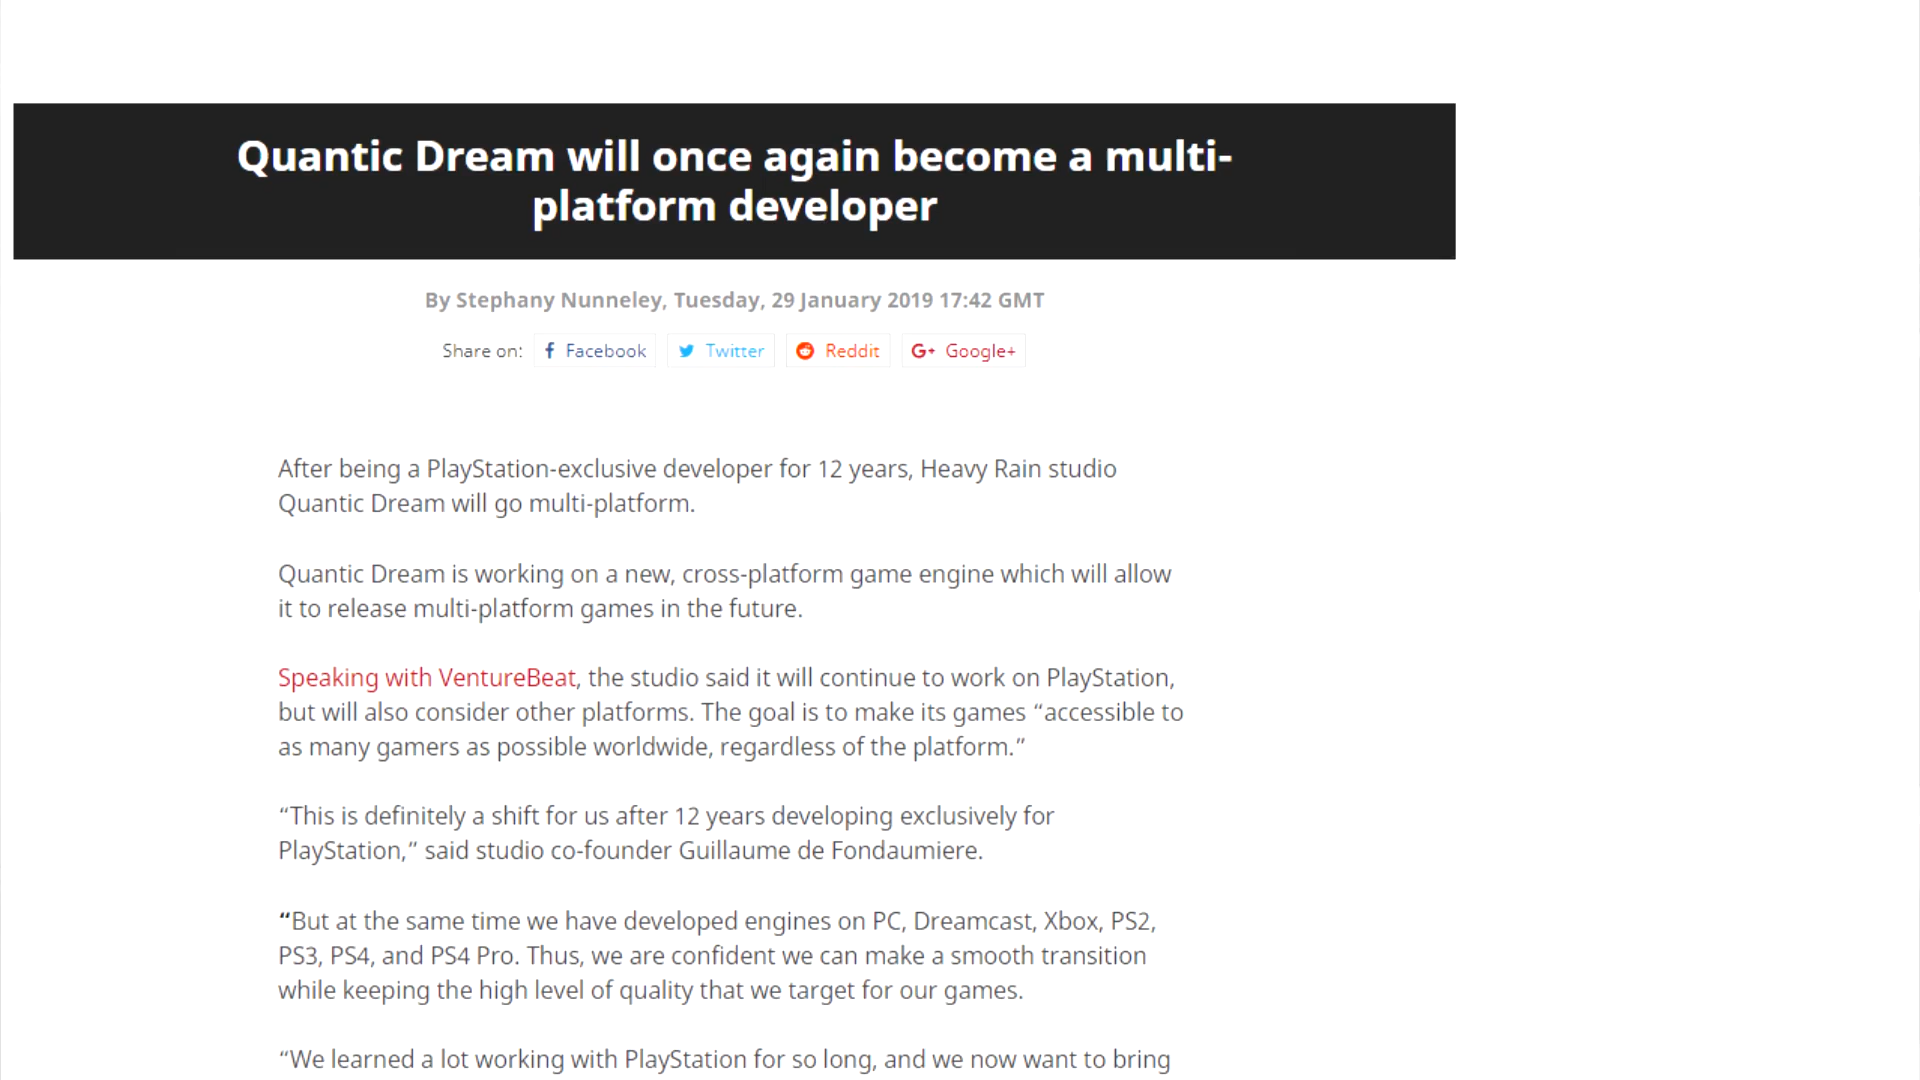 Quantic Dream will once again become a multi-
platform developer
By Stephany Nunneley, Tuesday, 29 January 2019 17:42 GMT
Share on: Facebook Twitter Reddit G+ Google+
After being a PlayStation-exclusive developer for 12 years, Heavy Rain studio
Quantic Dream will go multi-platform.
Quantic Dream is working on a new, cross-platform game engine which will allow
it to release multi-platform games in the future.
Speaking with VentureBeat, the studio said it will continue to work on PlayStation,
but will also consider other platforms. The goal is to make its games “accessible to
as many gamers as possible worldwide, regardless of the platform.”
“This is definitely a shift for us after 12 years developing exclusively for
PlayStation,” said studio co-founder Guillaume de Fondaumiere.
“But at the same time we have developed engines on PC, Dreamcast, Xbox, PS2,
PS3, PS4, and PS4 Pro. Thus, we are confident we can make a smooth transition
while keeping the high level of quality that we target for our games.
“We learned a lot working with PlayStation for so long, and we now want to bring